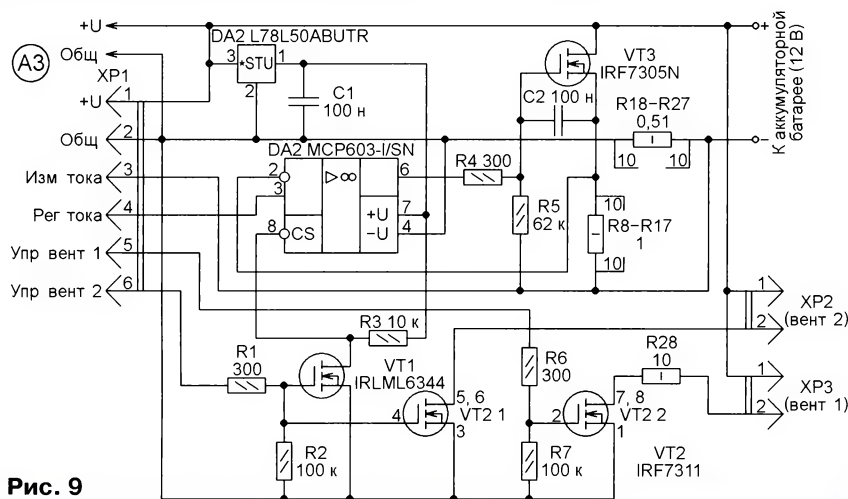 +U
DA2 L78L50ABUTR
+
Общ
3
*STU
1
2
VT3
IRF7305N
А3
XP1
C1
100 н
C2 100 н
R18–R27
0,51
К аккумуляторной
батарее (12 В)
+U
1
Общ
2
DA2 MCP603-I/SN
–
10
10
Изм тока
3
2
▷∞
6
R4 300
Рег тока
4
3
+U
7
R5
62 к
10
R8–R17
1
8
CS
–U
4
Упр вент 1
5
10
Упр вент 2
6
1
XP2
(вент 2)
2
R3 10 к
R1
300
VT1
IRLML6344
R6
300
R28
10
1
XP3
(вент 1)
2
5, 6
7, 8
4
VT2 1
2
VT2 2
3
1
R2
100 к
R7
100 к
VT2
IRF7311
Рис. 9